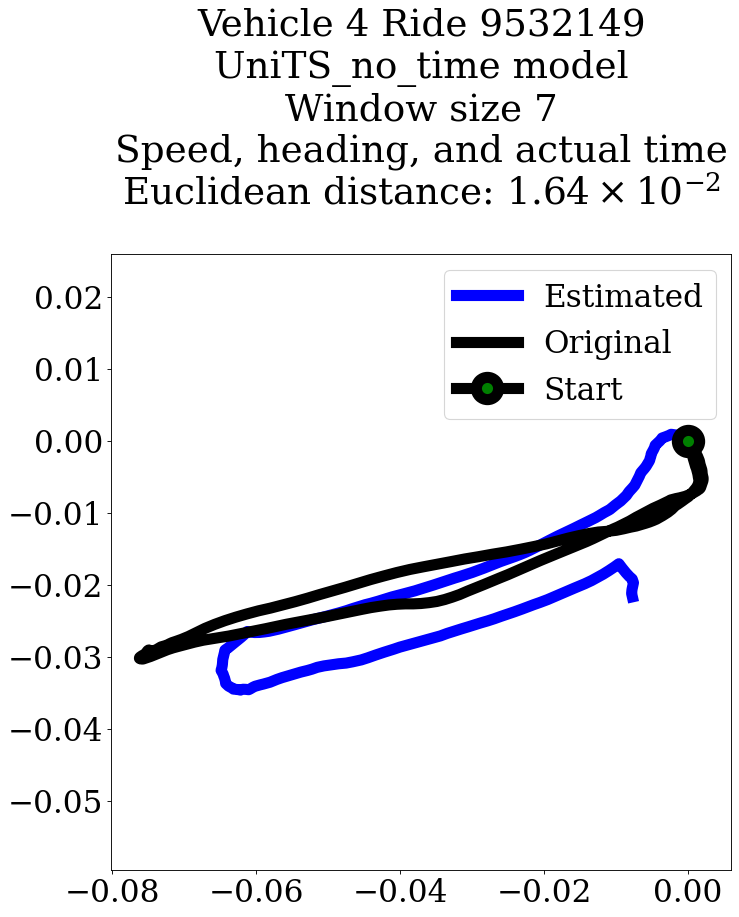 Vehicle 4 Ride 9532149
UniTS_no_time model
Window size 7
Speed, heading, and actual time
Euclidean distance: 1.64 × 10⁻²
Estimated
Original
Start
0.02
0.01
0.00
−0.01
−0.02
−0.03
−0.04
−0.05
−0.08 −0.06 −0.04 −0.02 0.00